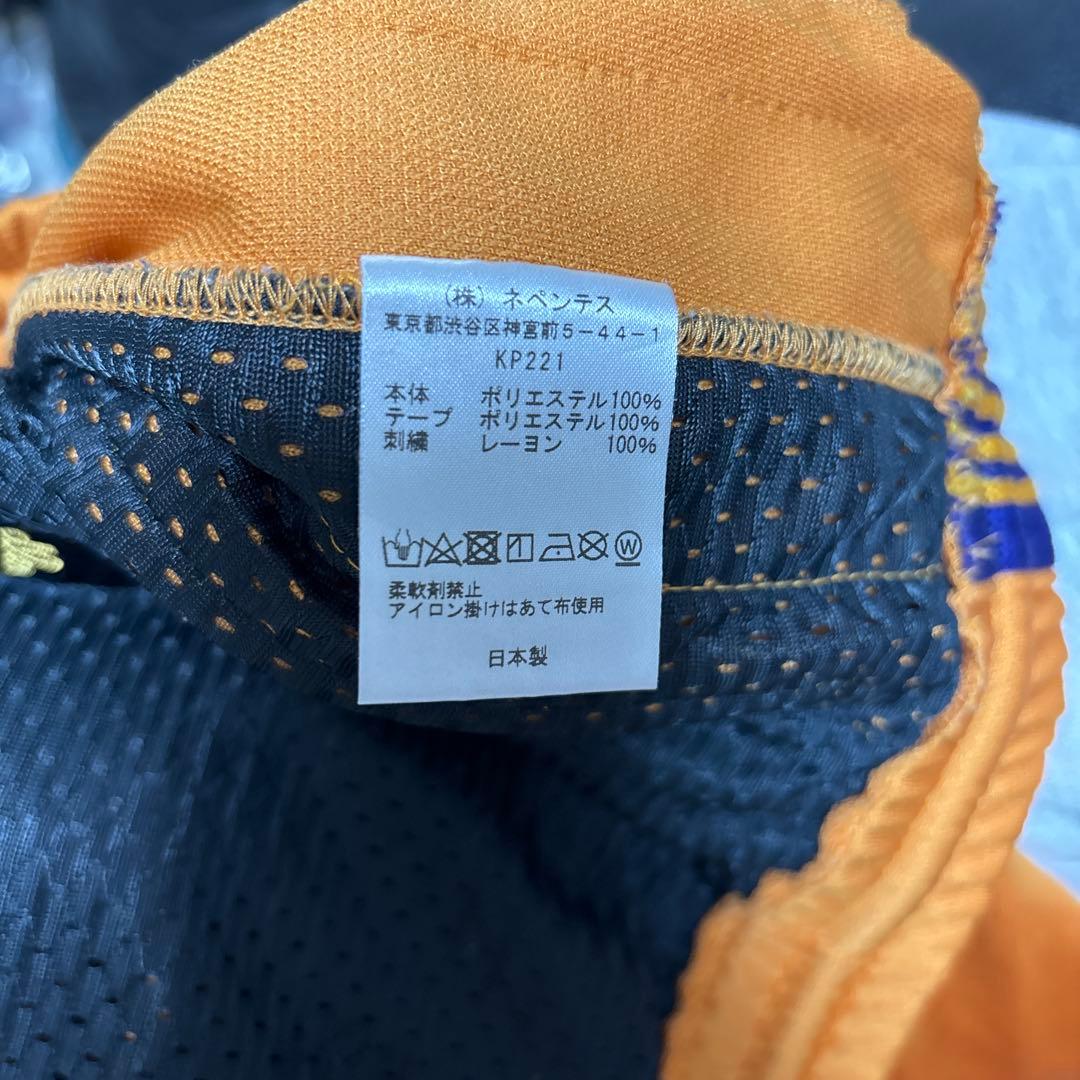 (株) ネペンテス
東京都渋谷区神宮前5-44-1
KP221
本体 ポリエステル100%
テープ ポリエステル100%
刺繍 レーヨン 100%
W
柔軟剤禁止
アイロン掛けはあて布使用
日本製